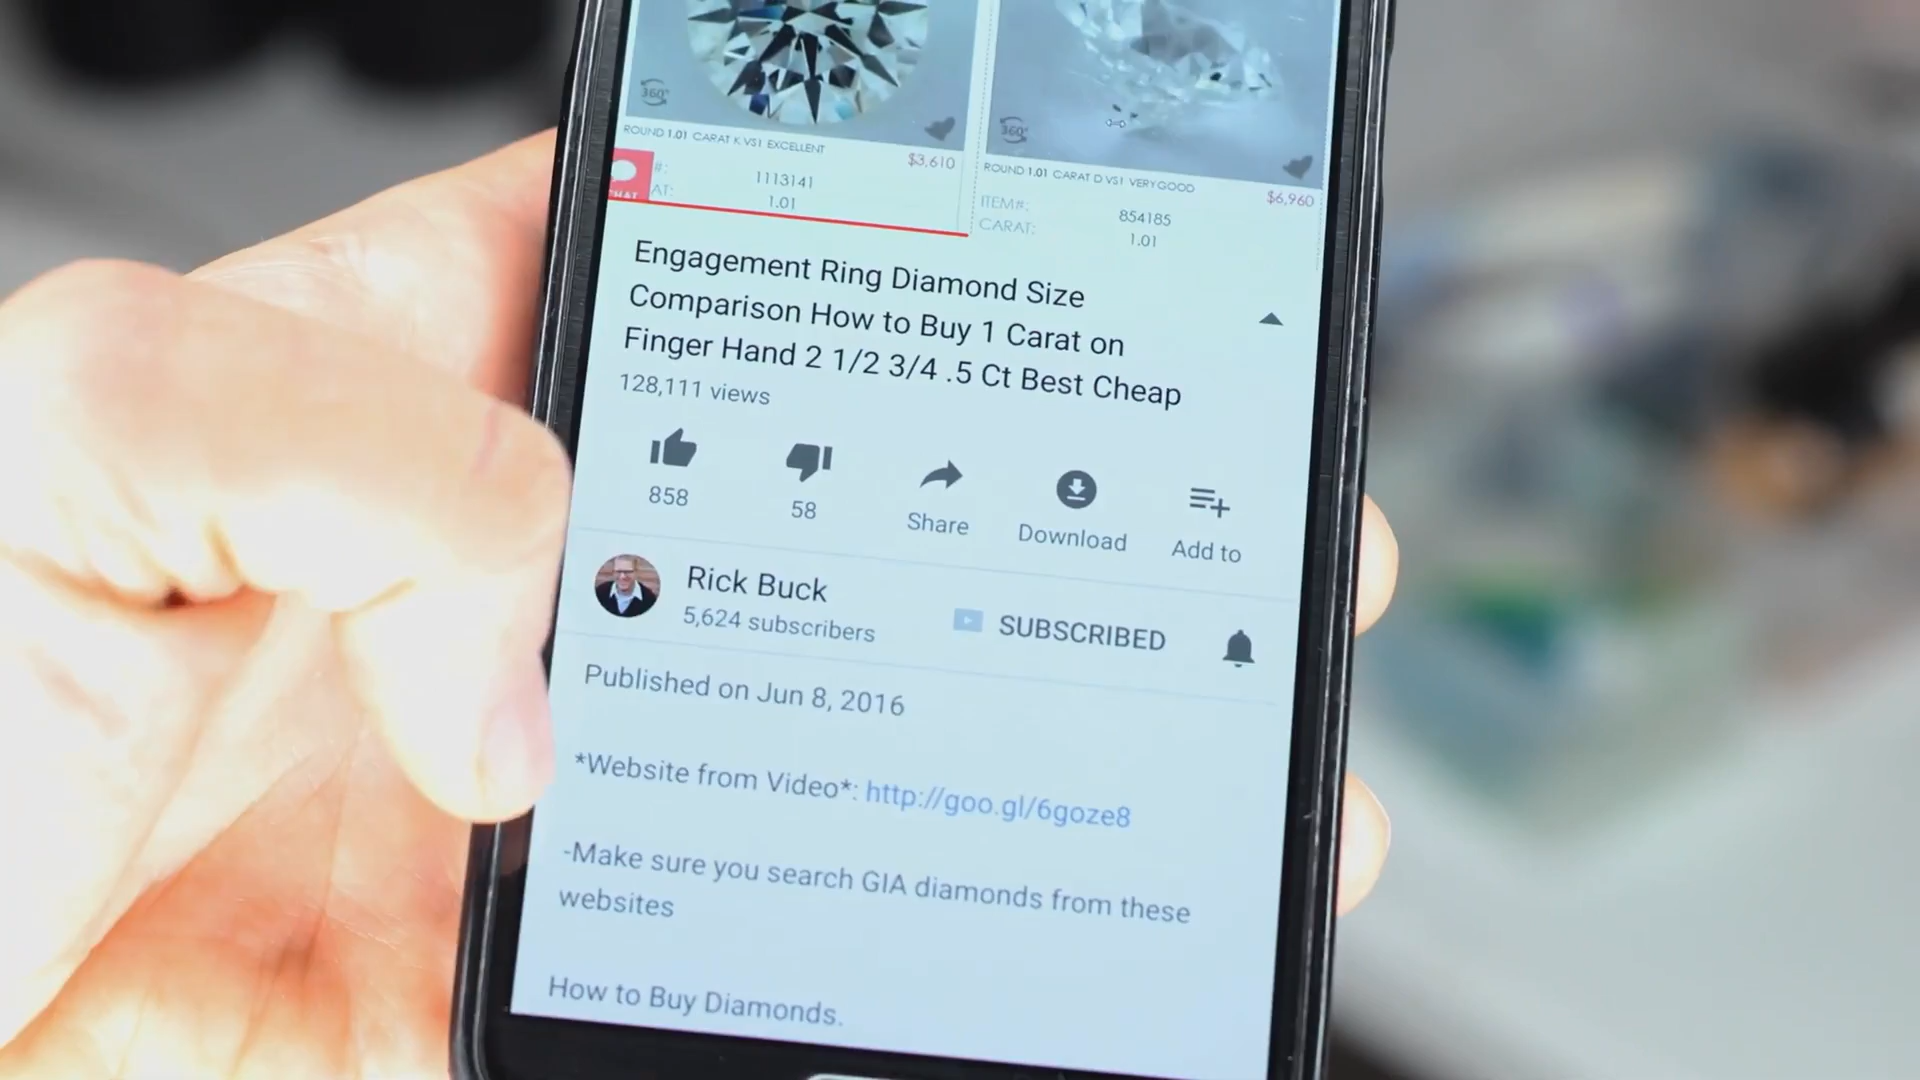 360°
ROUND 1.01 CARAT K VS1 EXCELLENT
$3,610
#:
1113141
AT:
1.01
360°
ROUND 1.01 CARAT D VS1 VERY GOOD
$6,960
ITEM#:
854185
CARAT:
1.01
Engagement Ring Diamond Size
Comparison How to Buy 1 Carat on
Finger Hand 2 1/2 3/4 .5 Ct Best Cheap
128,111 views
858
58
Share
Download
Add to
Rick Buck
5,624 subscribers
SUBSCRIBED
Published on Jun 8, 2016
*Website from Video*: http://goo.gl/6goze8
-Make sure you search GIA diamonds from these
websites
How to Buy Diamonds.